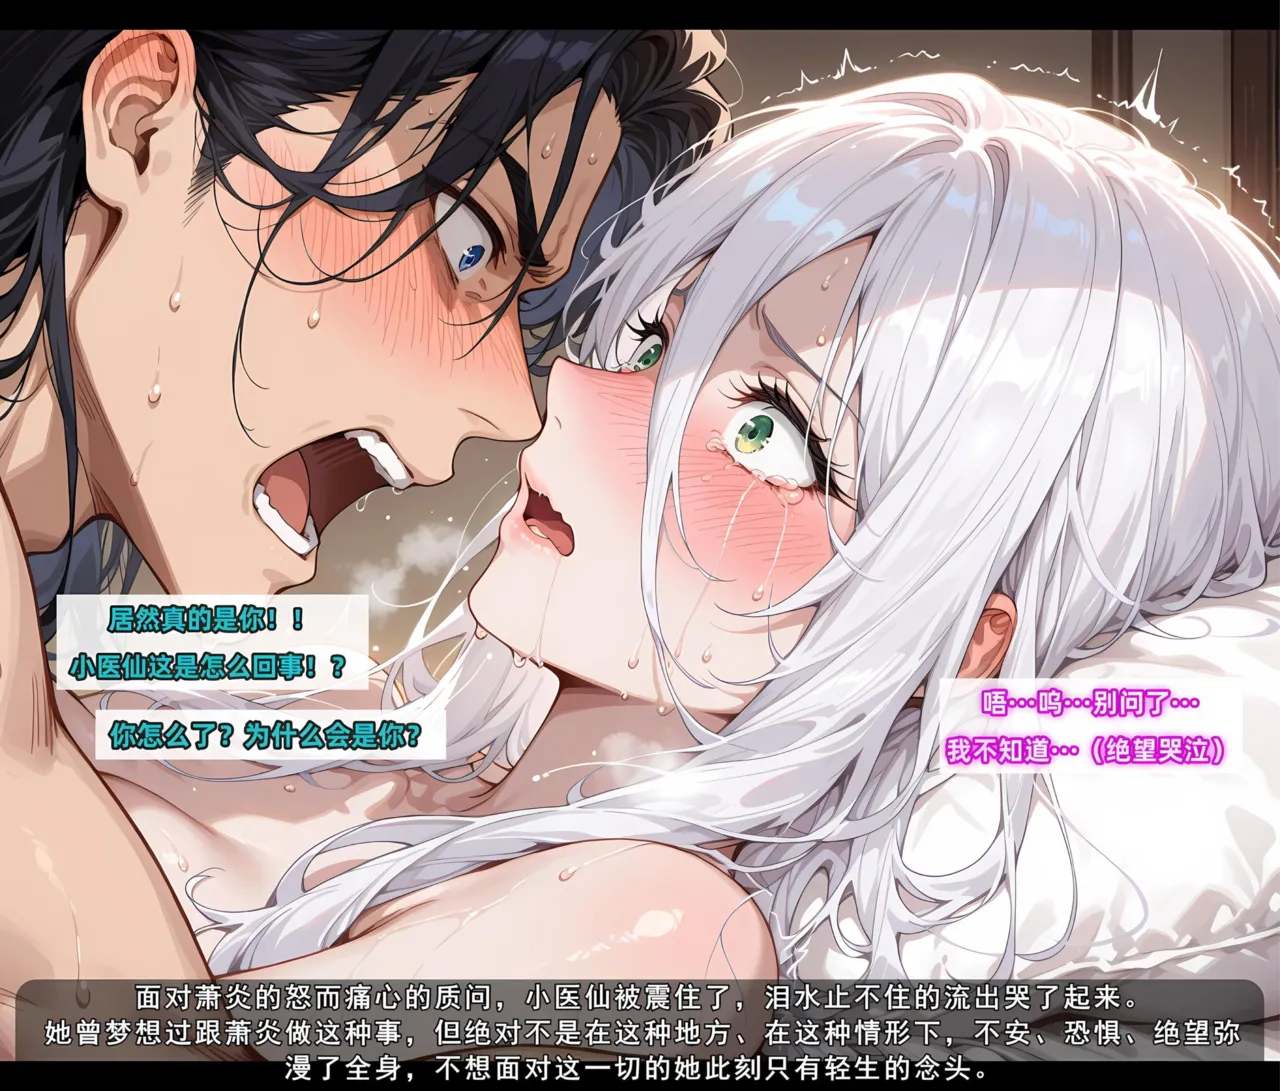 居然真的是你！！
小医仙这是怎么回事！？
你怎么了？为什么会是你？
唔…呜…别问了…
我不知道…（绝望哭泣）
面对萧炎的怒而痛心的质问，小医仙被震住了，泪水止不住的流出哭了起来。
她曾梦想过跟萧炎做这种事，但绝对不是在这种地方、在这种情形下，不安、恐惧、绝望弥
漫了全身，不想面对这一切的她此刻只有轻生的念头。